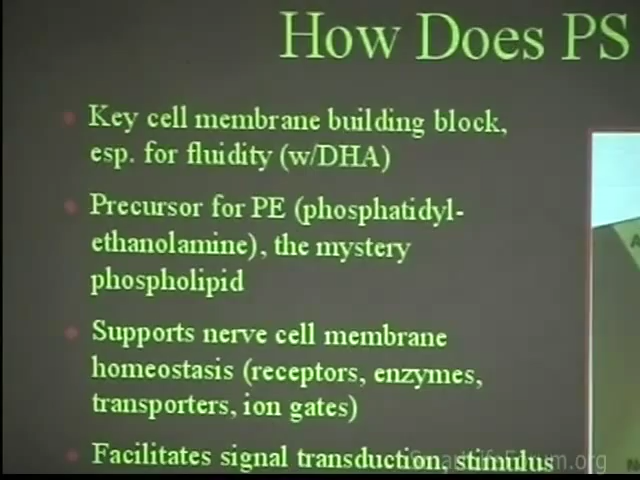 How Does PS
Key cell membrane building block,
esp. for fluidity (w/DHA)
Precursor for PE (phosphatidyl-
ethanolamine), the mystery
phospholipid
Supports nerve cell membrane
homeostasis (receptors, enzymes,
transporters, ion gates)
Facilitates signal transduction, stimulus